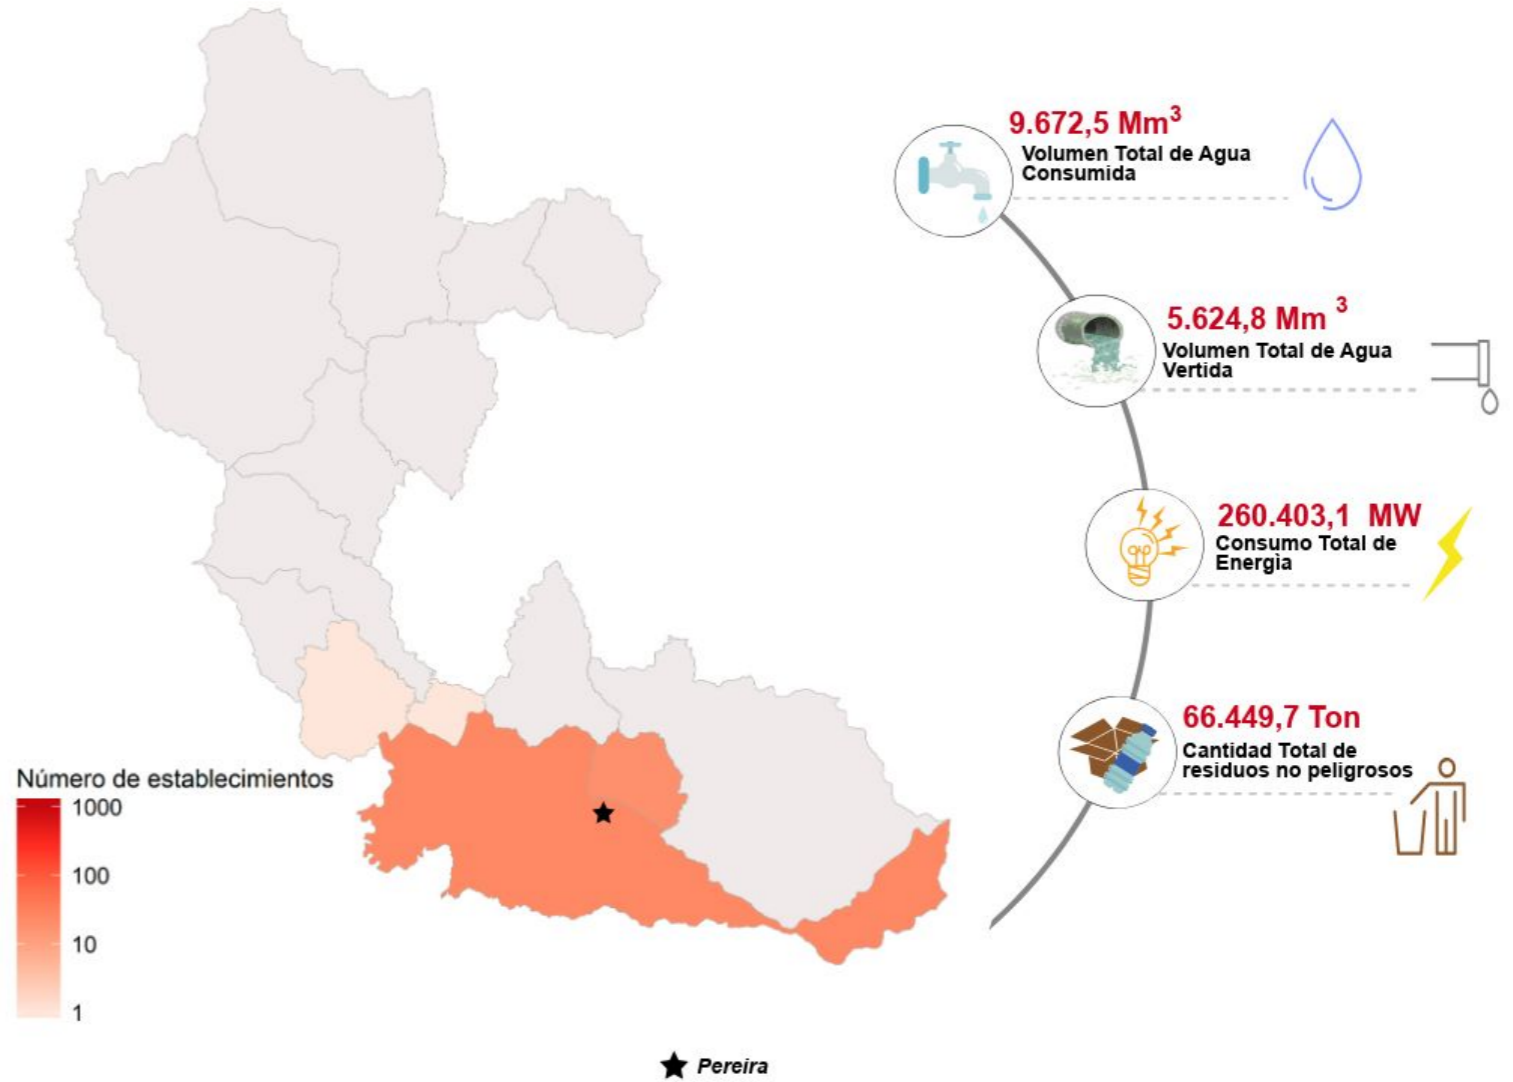 9.672,5 Mm³
Volumen Total de Agua
Consumida
5.624,8 Mm ³
Volumen Total de Agua
Vertida
260.403,1 MW
Consumo Total de
Energìa
66.449,7 Ton
Cantidad Total de
residuos no peligrosos
Número de establecimientos
1000
100
10
1
Pereira